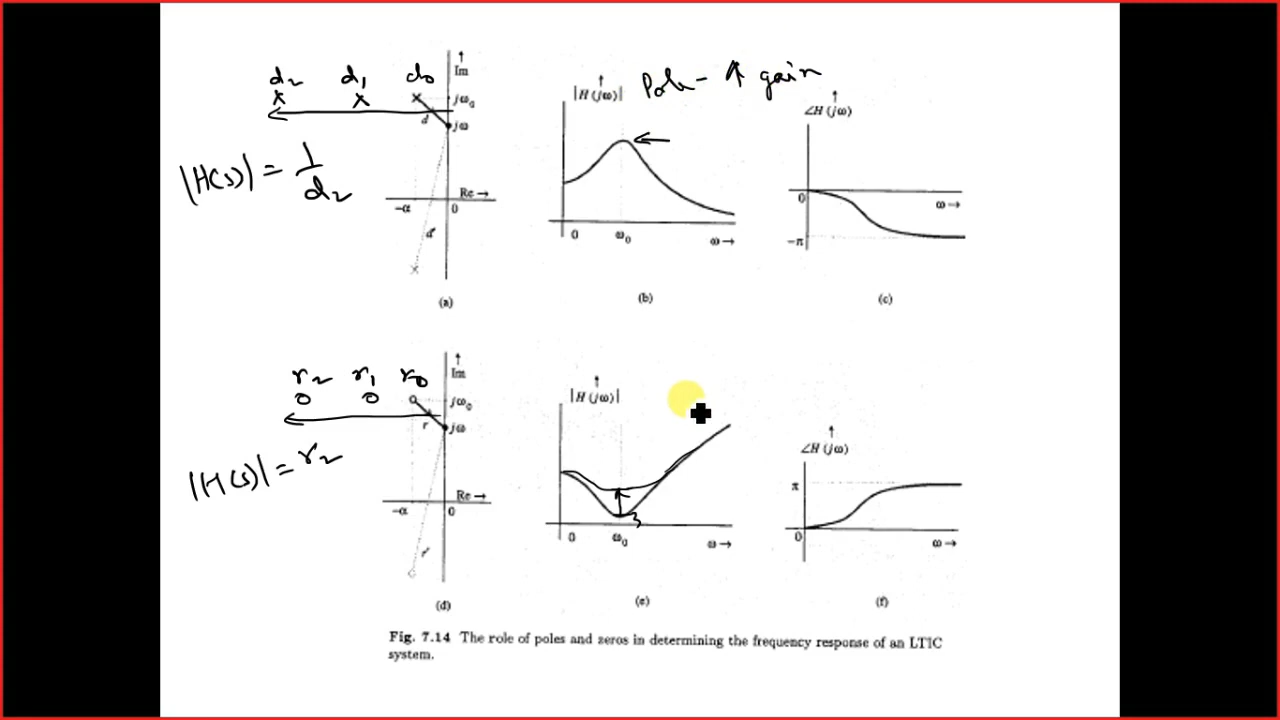 d₂ d₁ d₀
Im
jω₀
d
jω
|H(s)| = 1/d₂
Re →
-α 0
d'
(a)
|H(jω)|
Pole - ↑ gain
0 ω₀ ω→
(b)
∠H(jω)
0
ω→
-π
(c)
r₂ r₁ r₀
Im
jω₀
r
jω
|H(s)| = r₂
Re →
-α 0
r'
(d)
|H(jω)|
0 ω₀ ω→
(e)
∠H(jω)
π
0
ω→
(f)
Fig. 7.14 The role of poles and zeros in determining the frequency response of an LTIC
system.